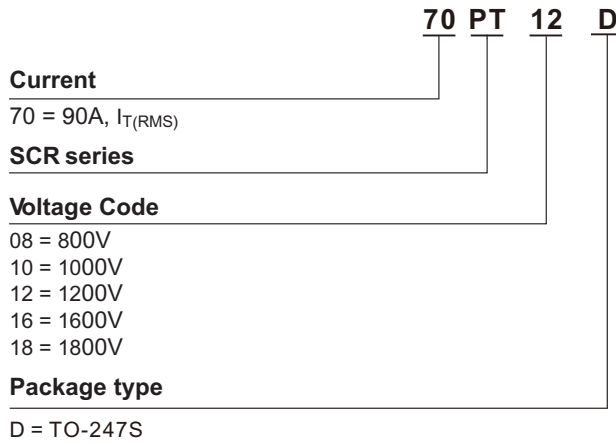 70 PT 12 D
Current
70 = 90A, IT(RMS)
SCR series
Voltage Code
08 = 800V
10 = 1000V
12 = 1200V
16 = 1600V
18 = 1800V
Package type
D = TO-247S